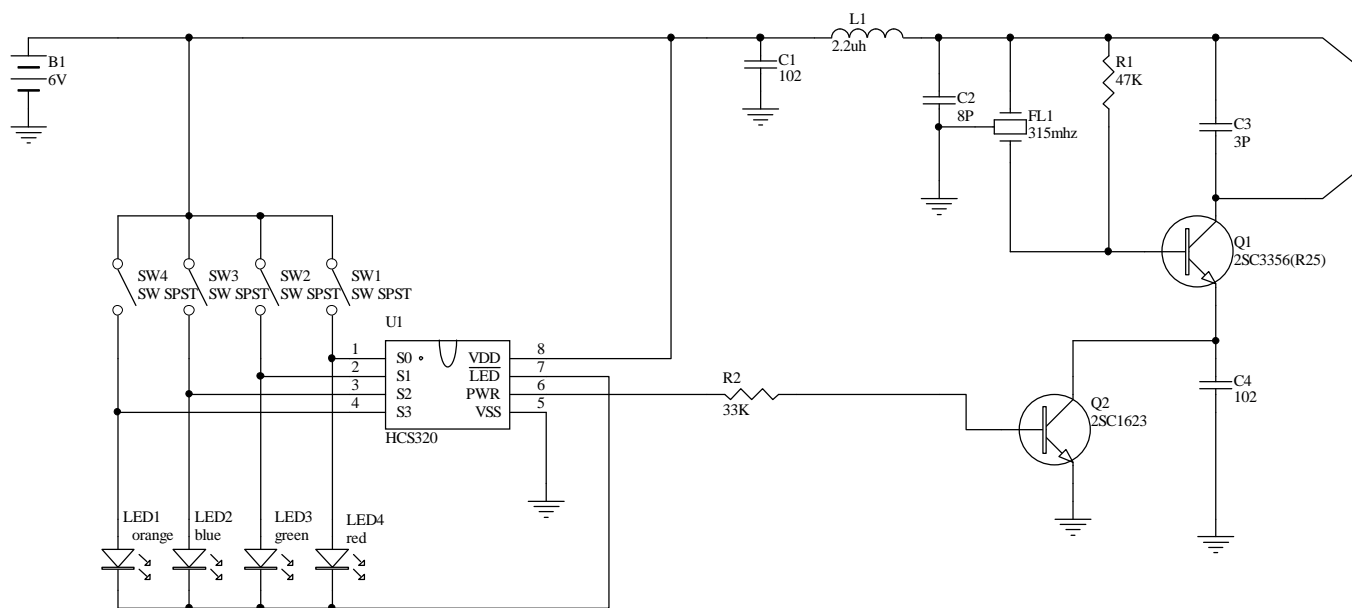 L1
2.2uh
B1
6V
C1
102
R1
47K
C2
8P
FL1
315mhz
C3
3P
Q1
2SC3356(R25)
SW4
SW SPST
SW3
SW SPST
SW2
SW SPST
SW1
SW SPST
U1
1 S0 VDD 8
2 S1 LED 7
3 S2 PWR 6
4 S3 VSS 5
HCS320
R2
33K
Q2
2SC1623
C4
102
LED1
orange
LED2
blue
LED3
green
LED4
red